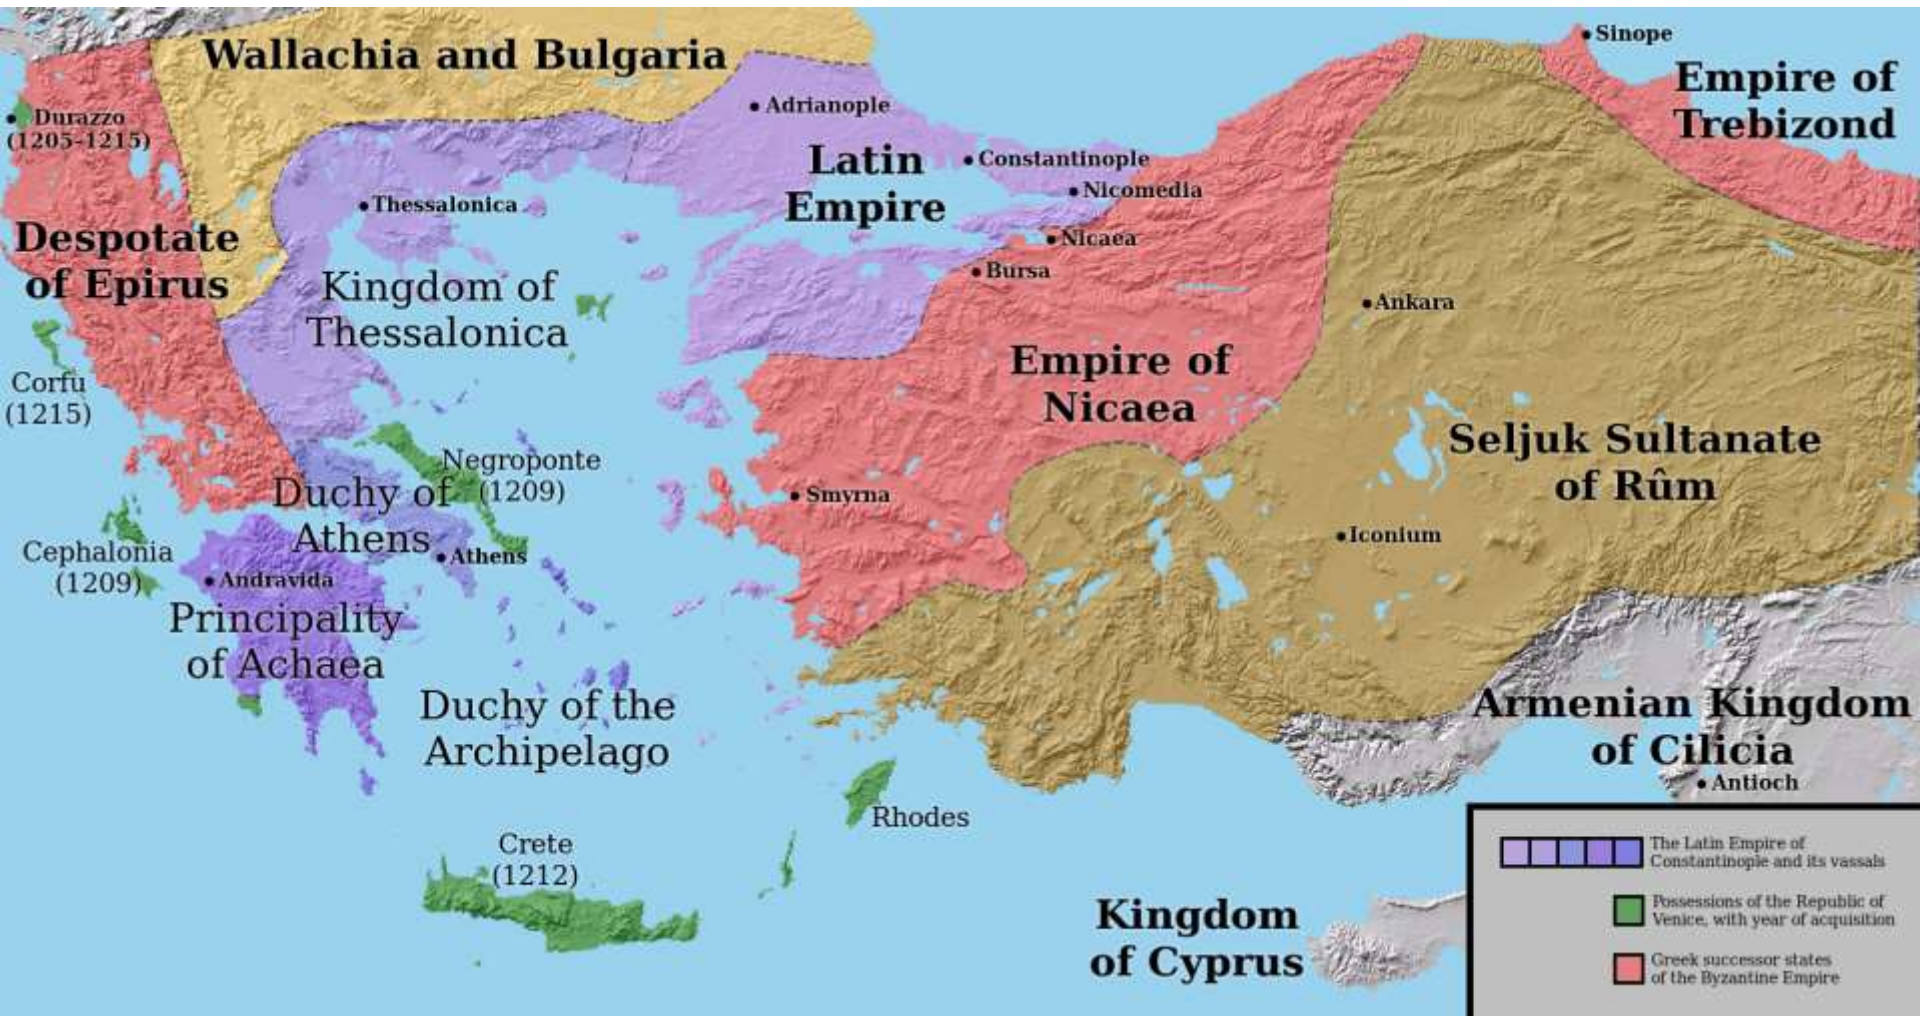 Wallachia and Bulgaria
Sinope
Empire of
Trebizond
Durazzo
(1205-1215)
Adrianople
Latin
Empire
Constantinople
Nicomedia
Thessalonica
Nicaea
Bursa
Despotate
of Epirus
Kingdom of
Thessalonica
Ankara
Corfu
(1215)
Empire of
Nicaea
Seljuk Sultanate
of Rûm
Negroponte
(1209)
Duchy of
Athens
Smyrna
Iconium
Cephalonia
(1209)
Athens
Andravida
Principality
of Achaea
Duchy of the
Archipelago
Armenian Kingdom
of Cilicia
Antioch
Rhodes
Crete
(1212)
Kingdom
of Cyprus
The Latin Empire of
Constantinople and its vassals
Possessions of the Republic of
Venice, with year of acquisition
Greek successor states
of the Byzantine Empire